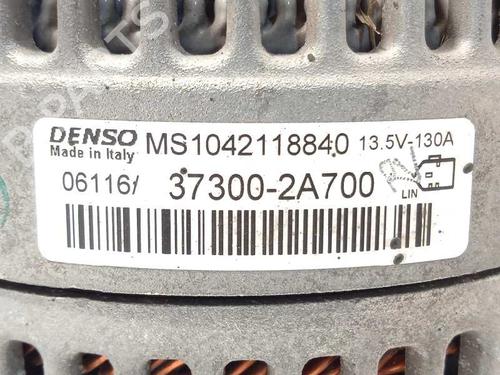 DENSO MS1042118840 13.5V-130A
Made in Italy
06116/ 37300-2A700
LIN